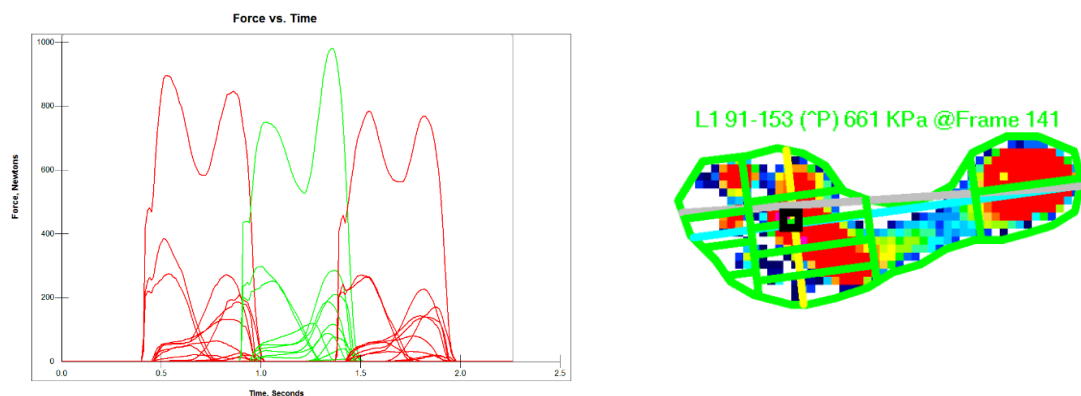 Force vs. Time
1000
800
600
400
200
0
Force, Newtons
0.0 0.5 1.0 1.5 2.0 2.5
Time, Seconds
L1 91-153 (^P) 661 KPa @Frame 141